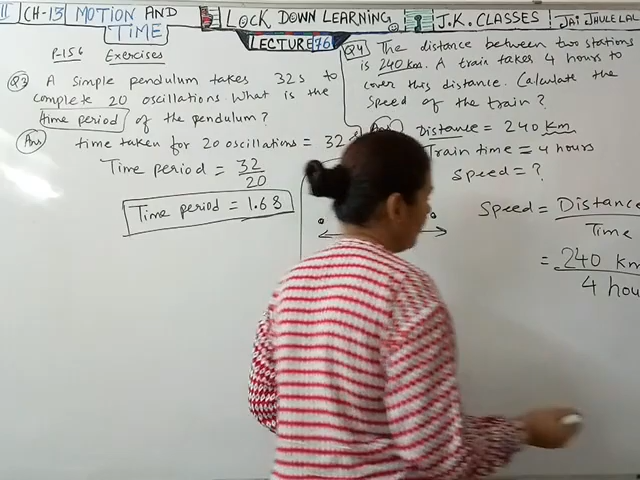 II CH-13 MOTION AND TIME
LOCK DOWN LEARNING
J.K. CLASSES
JAI JHULELAL
LECTURE 76
P-156 Exercises
Q3 A simple pendulum takes 32s to
complete 20 oscillations. What is the
time period of the pendulum?
Ans time taken for 20 oscillations = 32
Time period = 32/20
Time period = 1.6 s
Q4 The distance between two stations
is 240 km. A train takes 4 hours to
cover this distance. Calculate the
Speed of the train?
Distance = 240 km
Train time = 4 hours
Speed = ?
Speed = Distance
Time
= 240 km
4 hou